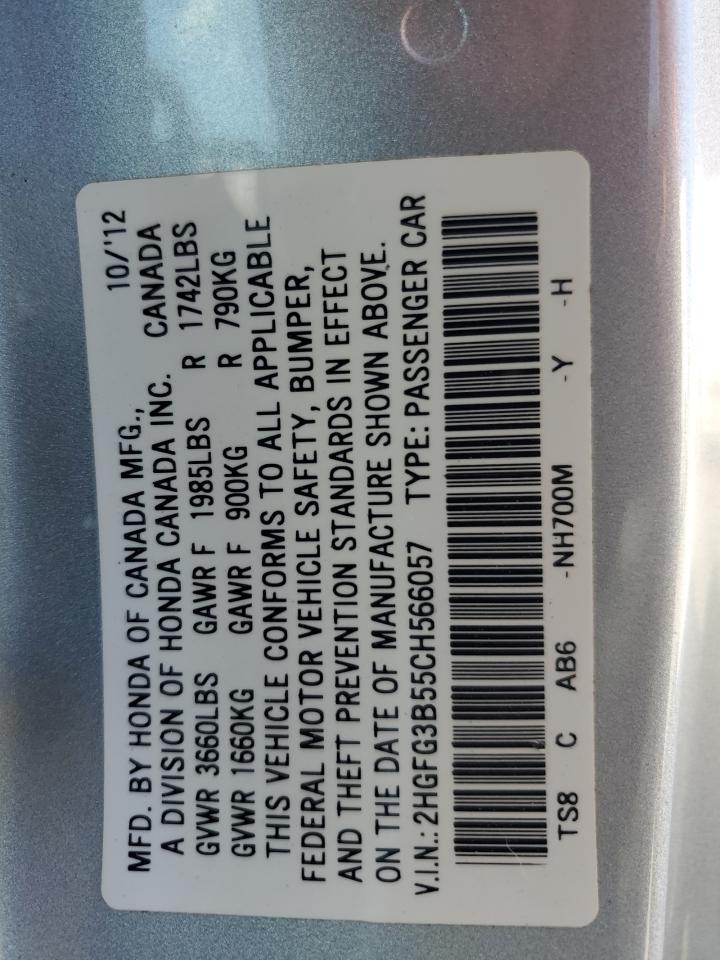 MFD. BY HONDA OF CANADA MFG., 10/'12
A DIVISION OF HONDA CANADA INC. CANADA
GVWR 3660LBS GAWR F 1985LBS R 1742LBS
GVWR 1660KG GAWR F 900KG R 790KG
THIS VEHICLE CONFORMS TO ALL APPLICABLE
FEDERAL MOTOR VEHICLE SAFETY, BUMPER,
AND THEFT PREVENTION STANDARDS IN EFFECT
ON THE DATE OF MANUFACTURE SHOWN ABOVE.
V.I.N.: 2HGFG3B55CH566057 TYPE: PASSENGER CAR
TS8 C AB6 -NH700M -Y -H